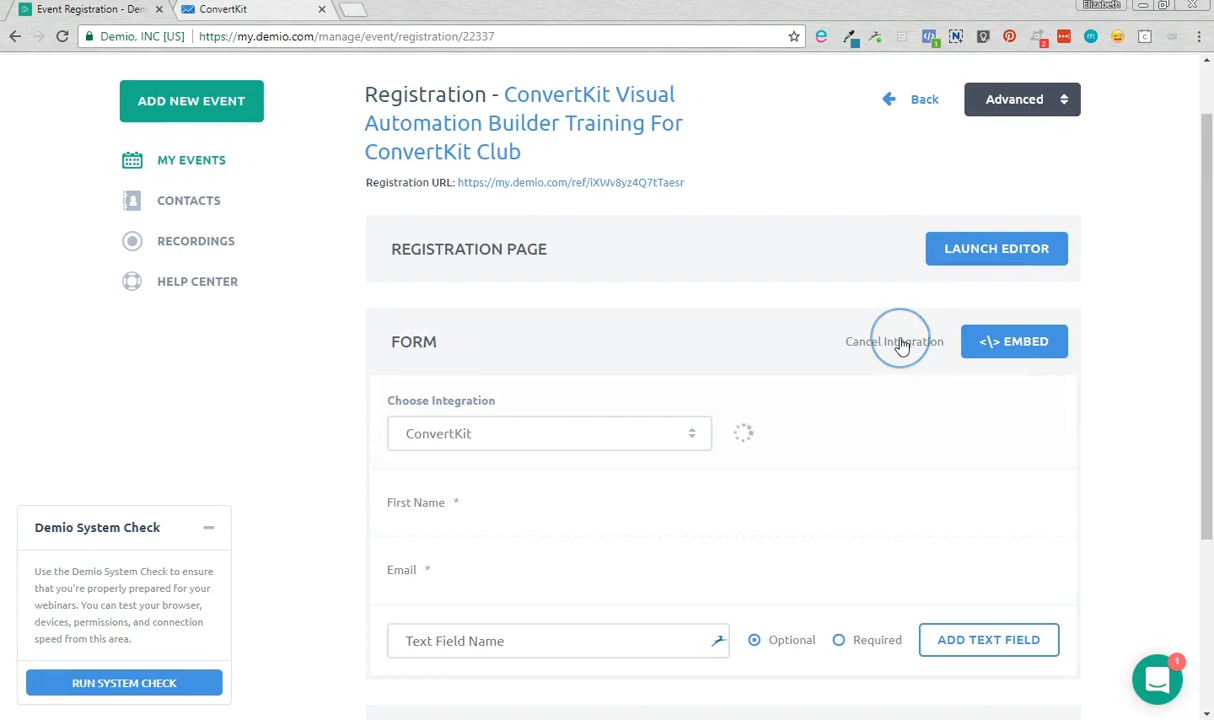 Event Registration - Dem
ConvertKit
Elizabeth
Demio, INC [US]
https://my.demio.com/manage/event/registration/22337
1
2
ADD NEW EVENT
MY EVENTS
CONTACTS
RECORDINGS
HELP CENTER
Registration - ConvertKit Visual
Automation Builder Training For
ConvertKit Club
Back
Advanced
Registration URL: https://my.demio.com/ref/iXWv8yz4Q7tTaesr
REGISTRATION PAGE
LAUNCH EDITOR
FORM
Cancel Integration
<\> EMBED
Choose Integration
ConvertKit
First Name *
Email *
Text Field Name
Optional
Required
ADD TEXT FIELD
Demio System Check
Use the Demio System Check to ensure
that you're properly prepared for your
webinars. You can test your browser,
devices, permissions, and connection
speed from this area.
RUN SYSTEM CHECK
1